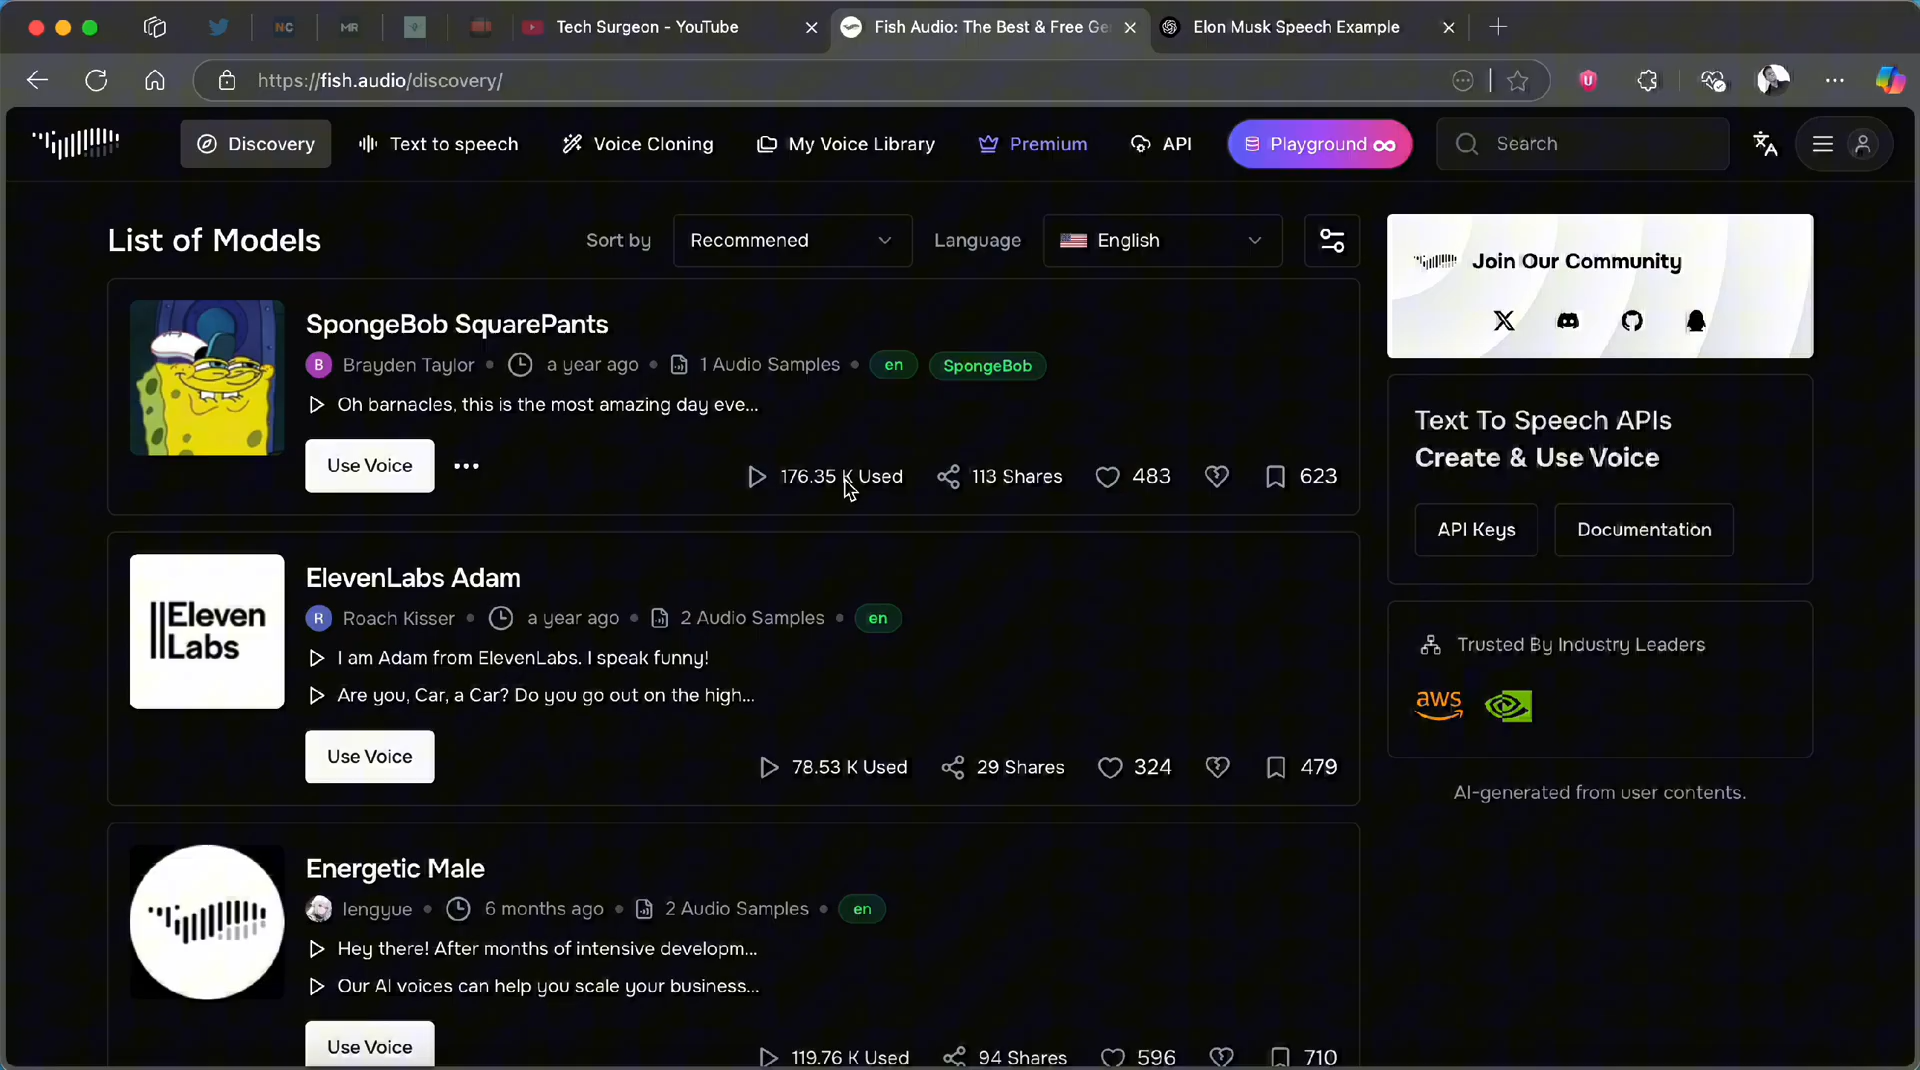 NC
MR
Tech Surgeon - YouTube
Fish Audio: The Best & Free Ge
Elon Musk Speech Example
https://fish.audio/discovery/
Discovery
Text to speech
Voice Cloning
My Voice Library
Premium
API
Playground
Search
List of Models
Sort by
Recommened
Language
English
SpongeBob SquarePants
B Brayden Taylor • a year ago • 1 Audio Samples • en SpongeBob
Oh barnacles, this is the most amazing day eve...
Use Voice
176.35 K Used
113 Shares
483
623
ElevenLabs
ElevenLabs Adam
R Roach Kisser • a year ago • 2 Audio Samples • en
I am Adam from ElevenLabs. I speak funny!
Are you, Car, a Car? Do you go out on the high...
Use Voice
78.53 K Used
29 Shares
324
479
Energetic Male
lengyue • 6 months ago • 2 Audio Samples • en
Hey there! After months of intensive developm...
Our AI voices can help you scale your business...
Use Voice
119.76 K Used
94 Shares
596
710
Join Our Community
Text To Speech APIs
Create & Use Voice
API Keys
Documentation
Trusted By Industry Leaders
aws
AI-generated from user contents.